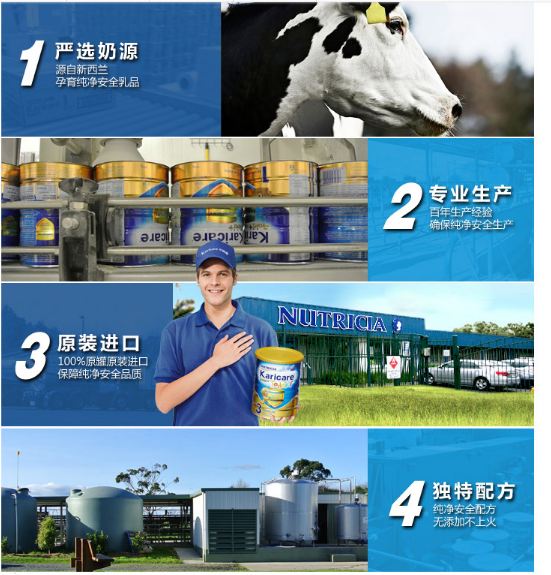 1 严选奶源
源自新西兰
孕育纯净安全乳品
Karicare
Karicare
Karicare
2 专业生产
百年生产经验
确保纯净安全生产
3 原装进口
100%原罐原装进口
保障纯净安全品质
NUTRICIA
Karicare
3
4 独特配方
纯净安全配方
无添加不上火